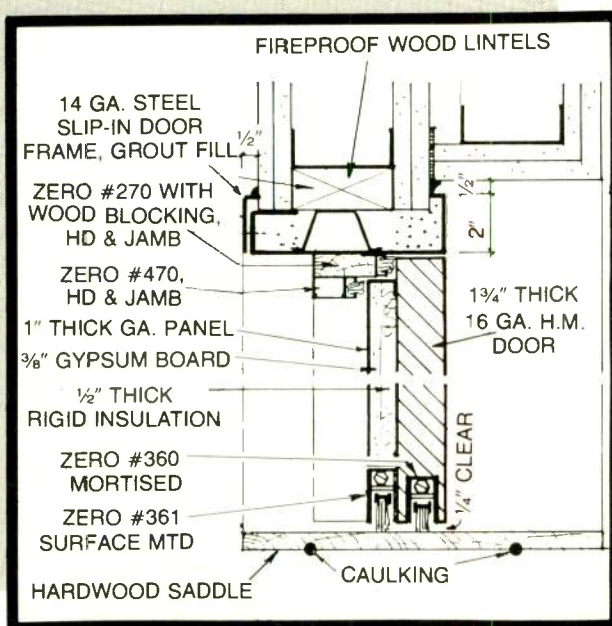 FIREPROOF WOOD LINTELS
14 GA. STEEL
SLIP-IN DOOR
FRAME, GROUT FILL
½"
ZERO #270 WITH
WOOD BLOCKING,
HD & JAMB
ZERO #470,
HD & JAMB
1" THICK GA. PANEL
⅜" GYPSUM BOARD
½" THICK
RIGID INSULATION
ZERO #360
MORTISED
ZERO #361
SURFACE MTD
HARDWOOD SADDLE
½"
2"
1¾" THICK
16 GA. H.M.
DOOR
¼" CLEAR
CAULKING